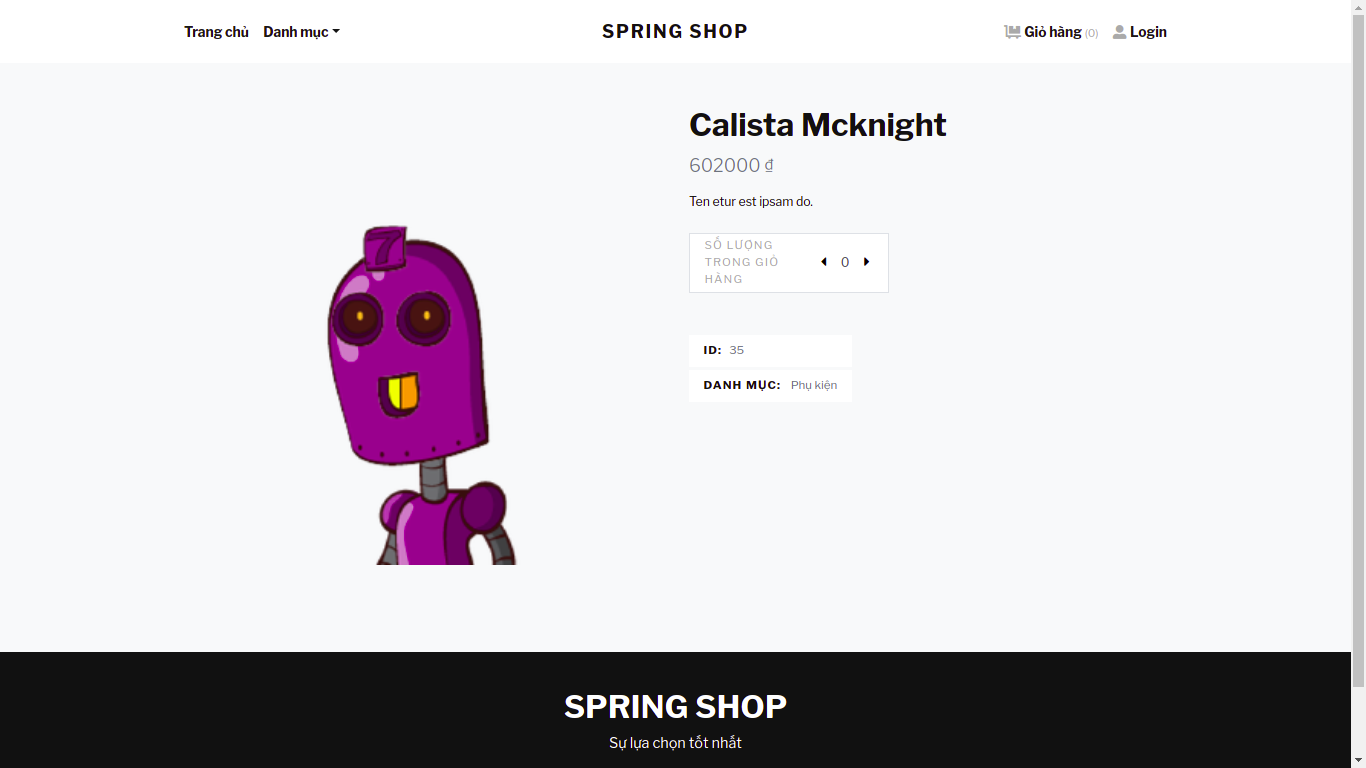 Trang chủ Danh mục SPRING SHOP Giỏ hàng (0) Login
Calista Mcknight
602000 ₫
Ten etur est ipsam do.
SỐ LƯỢNG
TRONG GIỎ
HÀNG
0
ID: 35
DANH MỤC: Phụ kiện
7
SPRING SHOP
Sự lựa chọn tốt nhất